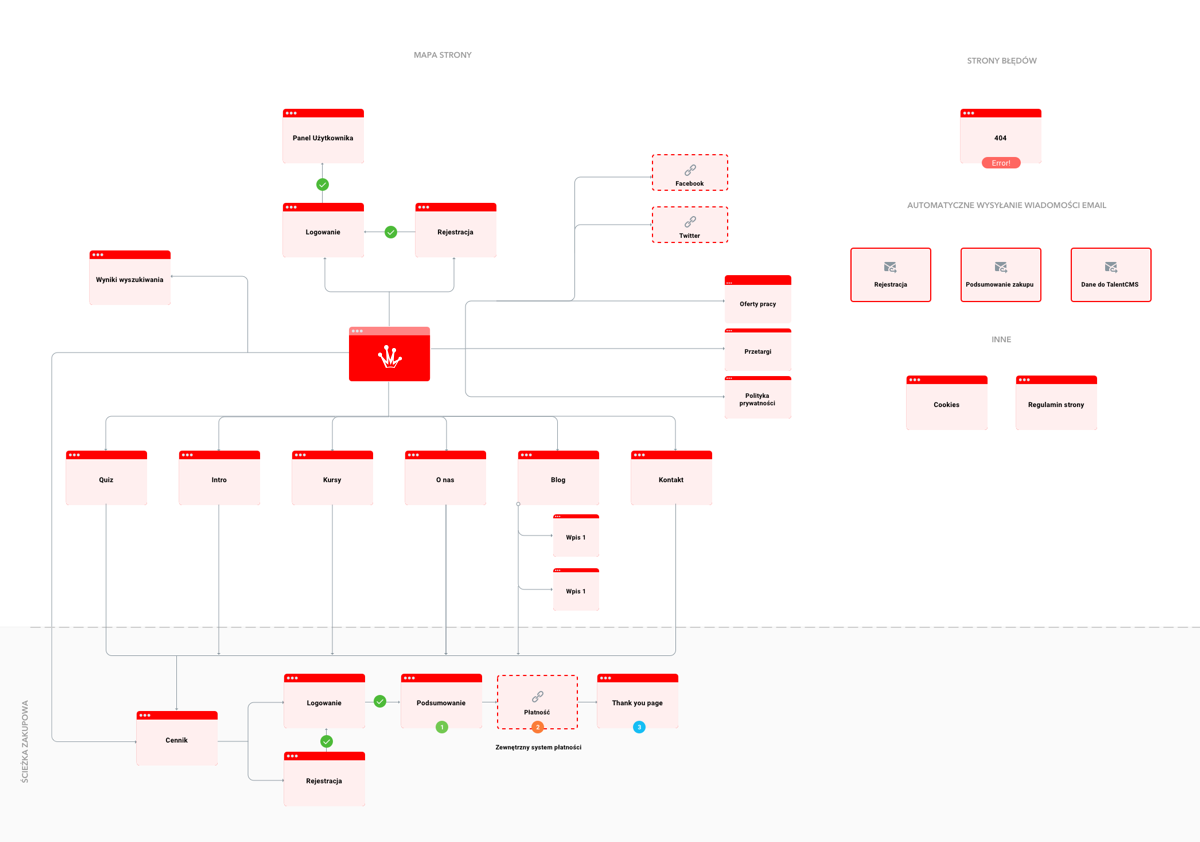 MAPA STRONY
STRONY BŁĘDÓW
Panel Użytkownika
404
Error!
Facebook
Logowanie
Rejestracja
Twitter
AUTOMATYCZNE WYSYŁANIE WIADOMOŚCI EMAIL
Wyniki wyszukiwania
Rejestracja
Podsumowanie zakupu
Dane do TalentCMS
Oferty pracy
INNE
Przetargi
Polityka
prywatności
Cookies
Regulamin strony
Quiz
Intro
Kursy
O nas
Blog
Kontakt
Wpis 1
Wpis 1
ŚCIEŻKA ZAKUPOWA
Logowanie
Podsumowanie
1
Płatność
2
Thank you page
3
Cennik
Zewnętrzny system płatności
Rejestracja